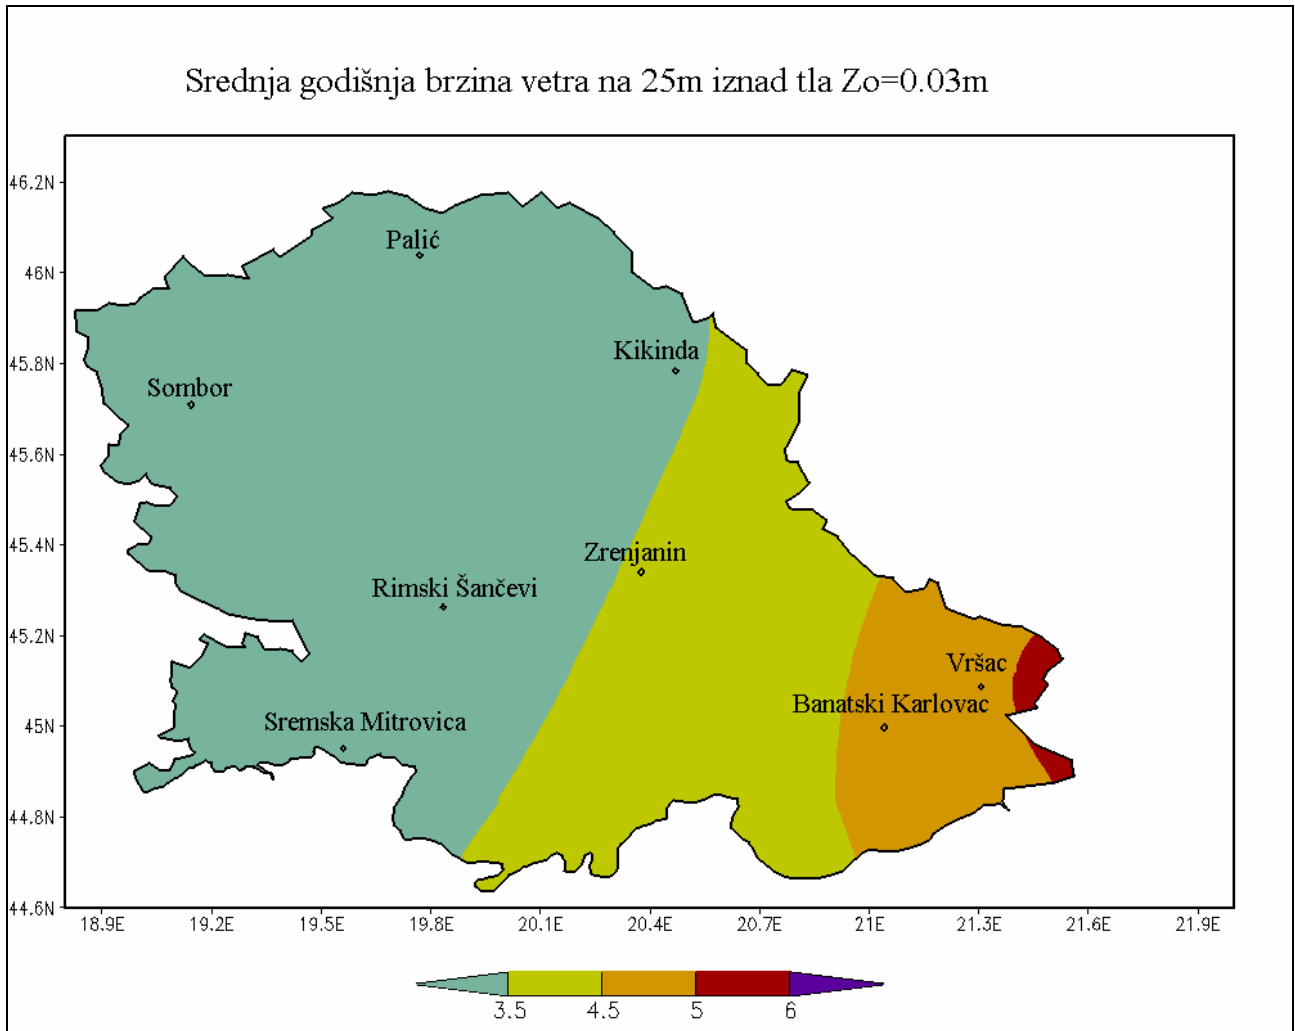 Srednja godišnja brzina vetra na 25m iznad tla Zo=0.03m
46.2N
Palić
46N
Kikinda
45.8N
Sombor
45.6N
Zrenjanin
45.4N
Rimski Šančevi
45.2N
Vršac
Banatski Karlovac
Sremska Mitrovica
45N
44.8N
44.6N
18.9E 19.2E 19.5E 19.8E 20.1E 20.4E 20.7E 21E 21.3E 21.6E 21.9E
3.5 4.5 5 6